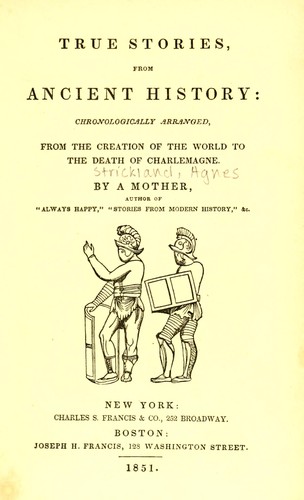 TRUE STORIES,
FROM
ANCIENT HISTORY:
CHRONOLOGICALLY ARRANGED,
FROM THE CREATION OF THE WORLD TO
THE DEATH OF CHARLEMAGNE.
Strickland, Agnes
BY A MOTHER,
AUTHOR OF
"ALWAYS HAPPY," "STORIES FROM MODERN HISTORY," &c.
NEW YORK:
CHARLES S. FRANCIS & CO., 252 BROADWAY.
BOSTON:
JOSEPH H. FRANCIS, 128 WASHINGTON STREET.
1851.